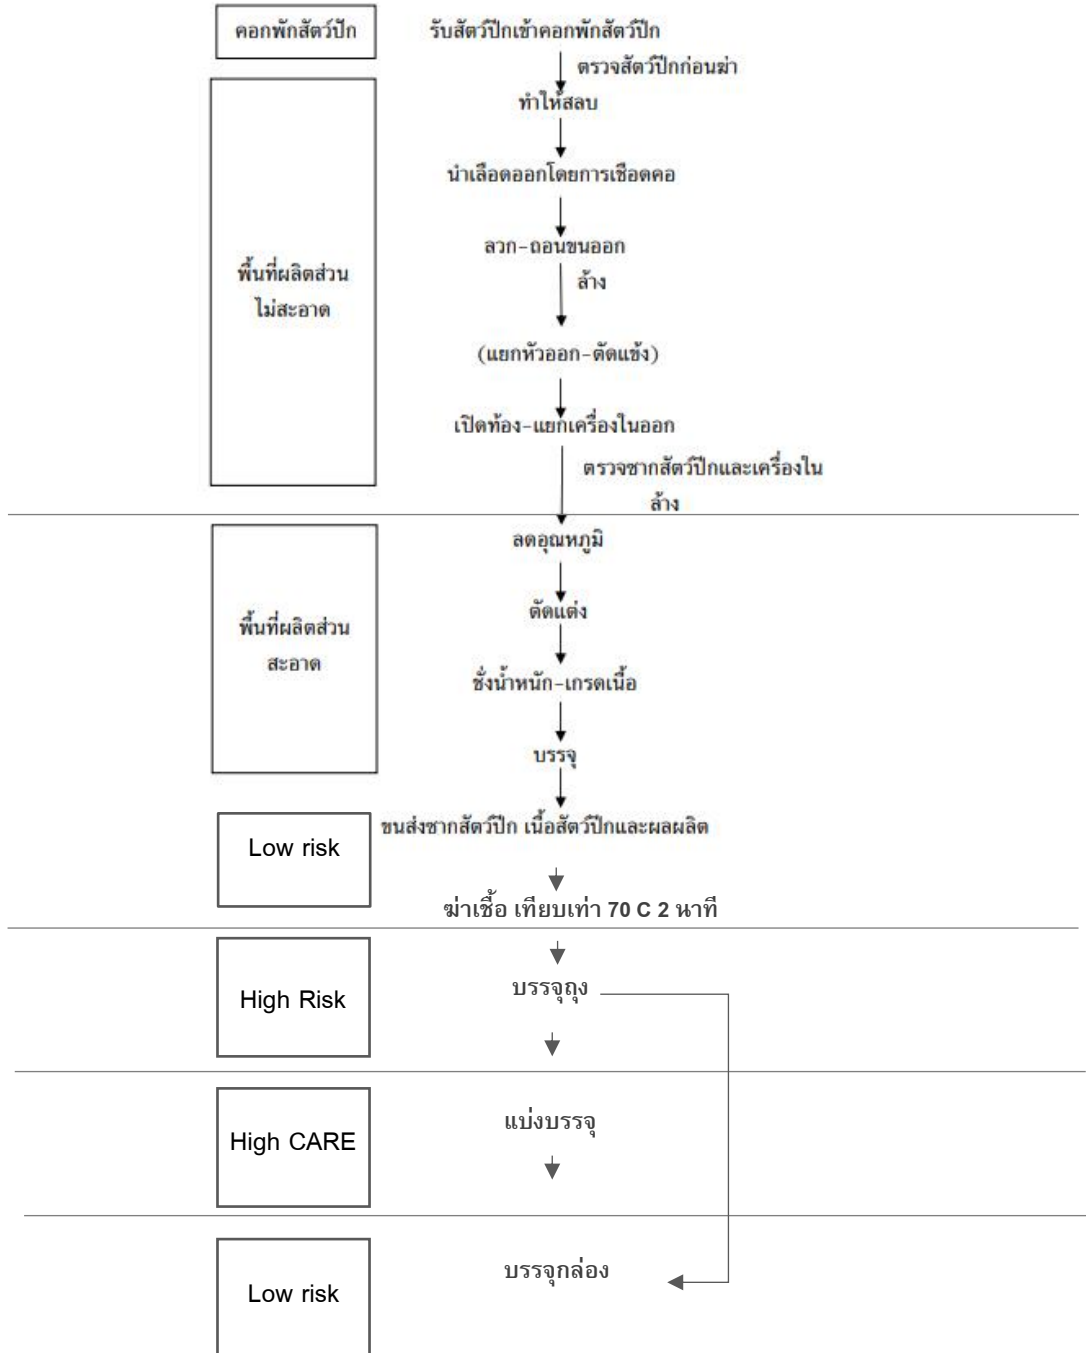 คอกพักสัตว์ปีก
รับสัตว์ปีกเข้าคอกพักสัตว์ปีก
ตรวจสัตว์ปีกก่อนฆ่า
ทำให้สลบ
นำเลือดออกโดยการเชือดคอ
ลวก-ถอนขนออก
ล้าง
พื้นที่ผลิตส่วน
ไม่สะอาด
(แยกหัวออก-ตัดแข้ง)
เปิดท้อง-แยกเครื่องในออก
ตรวจซากสัตว์ปีกและเครื่องใน
ล้าง
ลดอุณหภูมิ
ตัดแต่ง
พื้นที่ผลิตส่วน
สะอาด
ชั่งน้ำหนัก-เกรดเนื้อ
บรรจุ
ขนส่งซากสัตว์ปีก เนื้อสัตว์ปีกและผลผลิต
Low risk
ฆ่าเชื้อ เทียบเท่า 70 C 2 นาที
High Risk
บรรจุถุง
High CARE
แบ่งบรรจุ
Low risk
บรรจุกล่อง